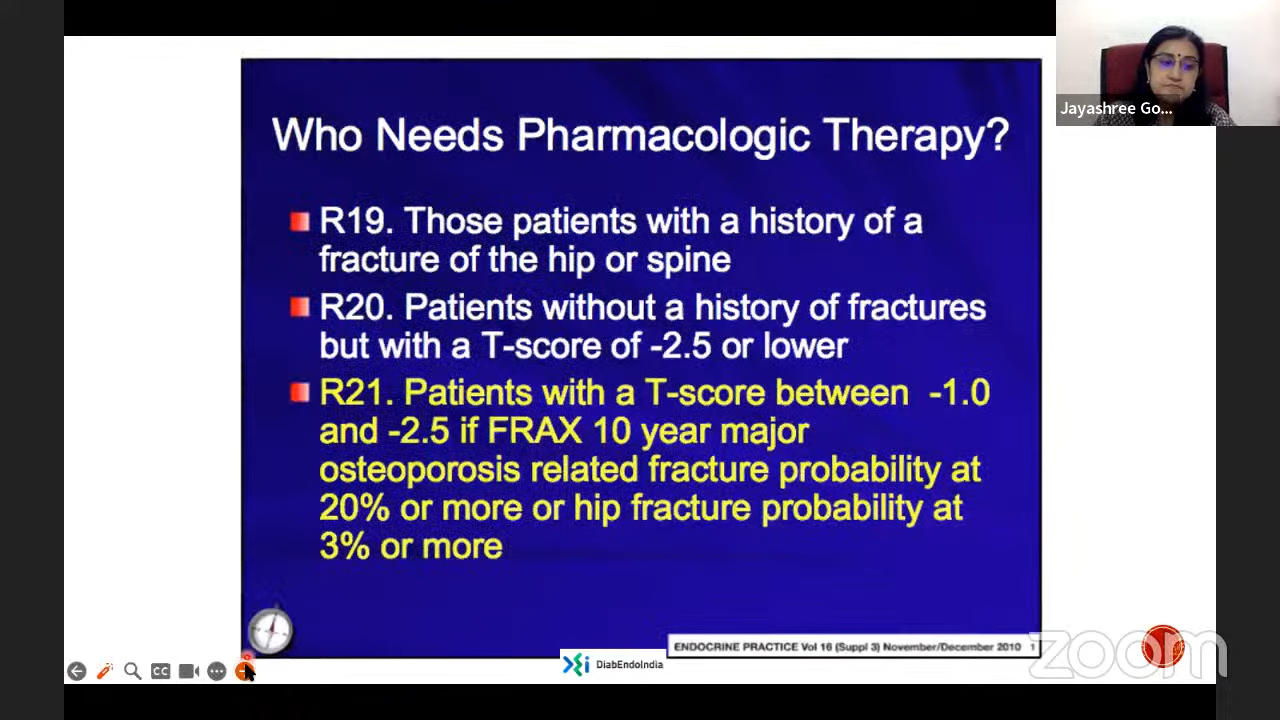 Who Needs Pharmacologic Therapy?
R19. Those patients with a history of a
fracture of the hip or spine
R20. Patients without a history of fractures
but with a T-score of -2.5 or lower
R21. Patients with a T-score between -1.0
and -2.5 if FRAX 10 year major
osteoporosis related fracture probability at
20% or more or hip fracture probability at
3% or more
ENDOCRINE PRACTICE Vol 16 (Suppl 3) November/December 2010 1
DiabEndoIndia
CC
Jayashree Go...
zoom